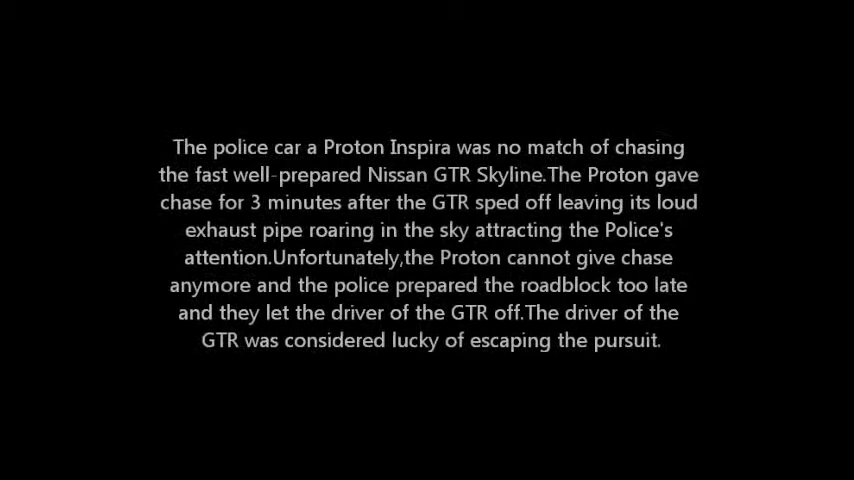 The police car a Proton Inspira was no match of chasing
the fast well-prepared Nissan GTR Skyline.The Proton gave
chase for 3 minutes after the GTR sped off leaving its loud
exhaust pipe roaring in the sky attracting the Police's
attention.Unfortunately,the Proton cannot give chase
anymore and the police prepared the roadblock too late
and they let the driver of the GTR off.The driver of the
GTR was considered lucky of escaping the pursuit.